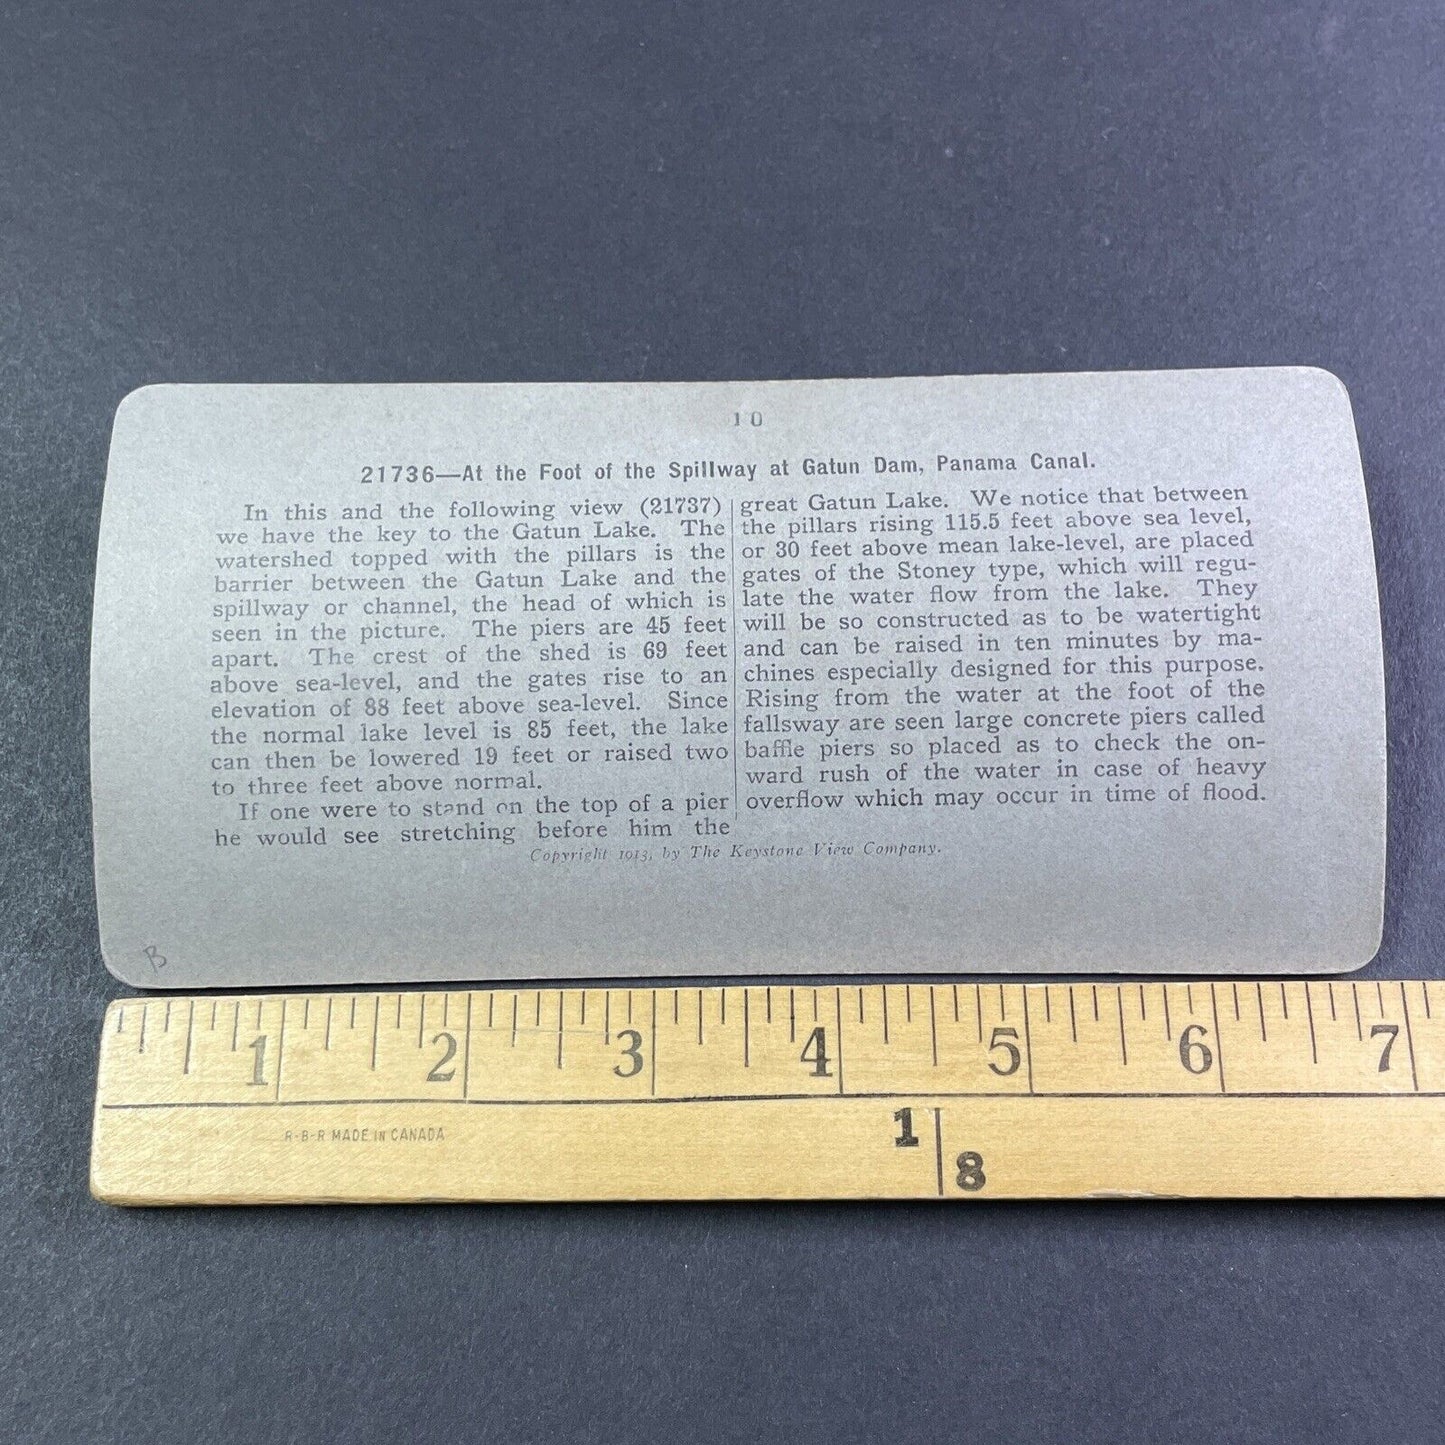 10
21736—At the Foot of the Spillway at Gatun Dam, Panama Canal.
In this and the following view (21737)
we have the key to the Gatun Lake. The
watershed topped with the pillars is the
barrier between the Gatun Lake and the
spillway or channel, the head of which is
seen in the picture. The piers are 45 feet
apart. The crest of the shed is 69 feet
above sea-level, and the gates rise to an
elevation of 88 feet above sea-level. Since
the normal lake level is 85 feet, the lake
can then be lowered 19 feet or raised two
to three feet above normal.
If one were to stand on the top of a pier
he would see stretching before him the
great Gatun Lake. We notice that between
the pillars rising 115.5 feet above sea level,
or 30 feet above mean lake-level, are placed
gates of the Stoney type, which will regu-
late the water flow from the lake. They
will be so constructed as to be watertight
and can be raised in ten minutes by ma-
chines especially designed for this purpose.
Rising from the water at the foot of the
fallsway are seen large concrete piers called
baffle piers so placed as to check the on-
ward rush of the water in case of heavy
overflow which may occur in time of flood.
Copyright 1913, by The Keystone View Company.
B
1 2 3 4 5 6 7
R-B-R MADE IN CANADA
1
8